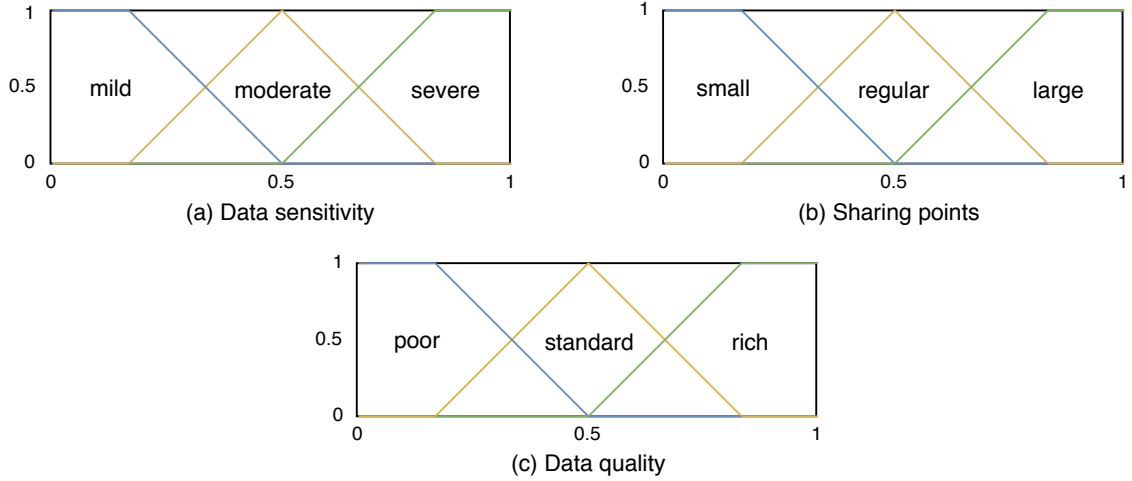 1
0.5
0
mild
moderate
severe
0
0.5
1
(a) Data sensitivity
1
0.5
0
small
regular
large
0
0.5
1
(b) Sharing points
1
0.5
0
poor
standard
rich
0
0.5
1
(c) Data quality